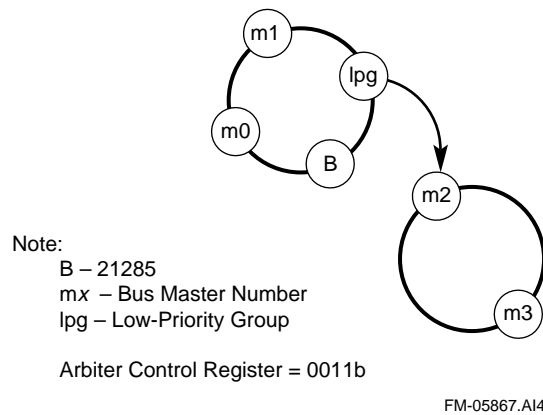 m1
lpg
m0
B
m2
m3
Note:
B – 21285
mx – Bus Master Number
lpg – Low-Priority Group
Arbiter Control Register = 0011b
FM-05867.AI4